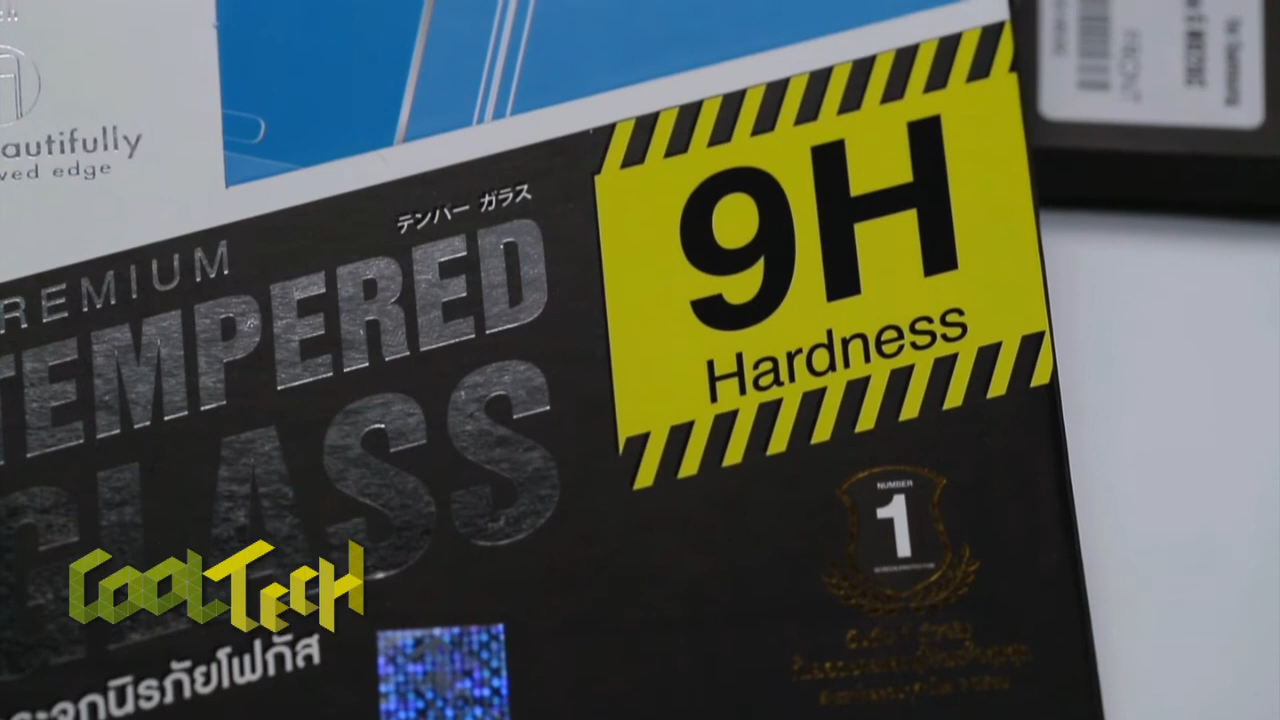 autifully
ved edge
テンパー ガラス
REMIUM
TEMPERED
GLASS
9H
Hardness
NUMBER
1
CoolTech
ะจกนิรภัยโฟกัส